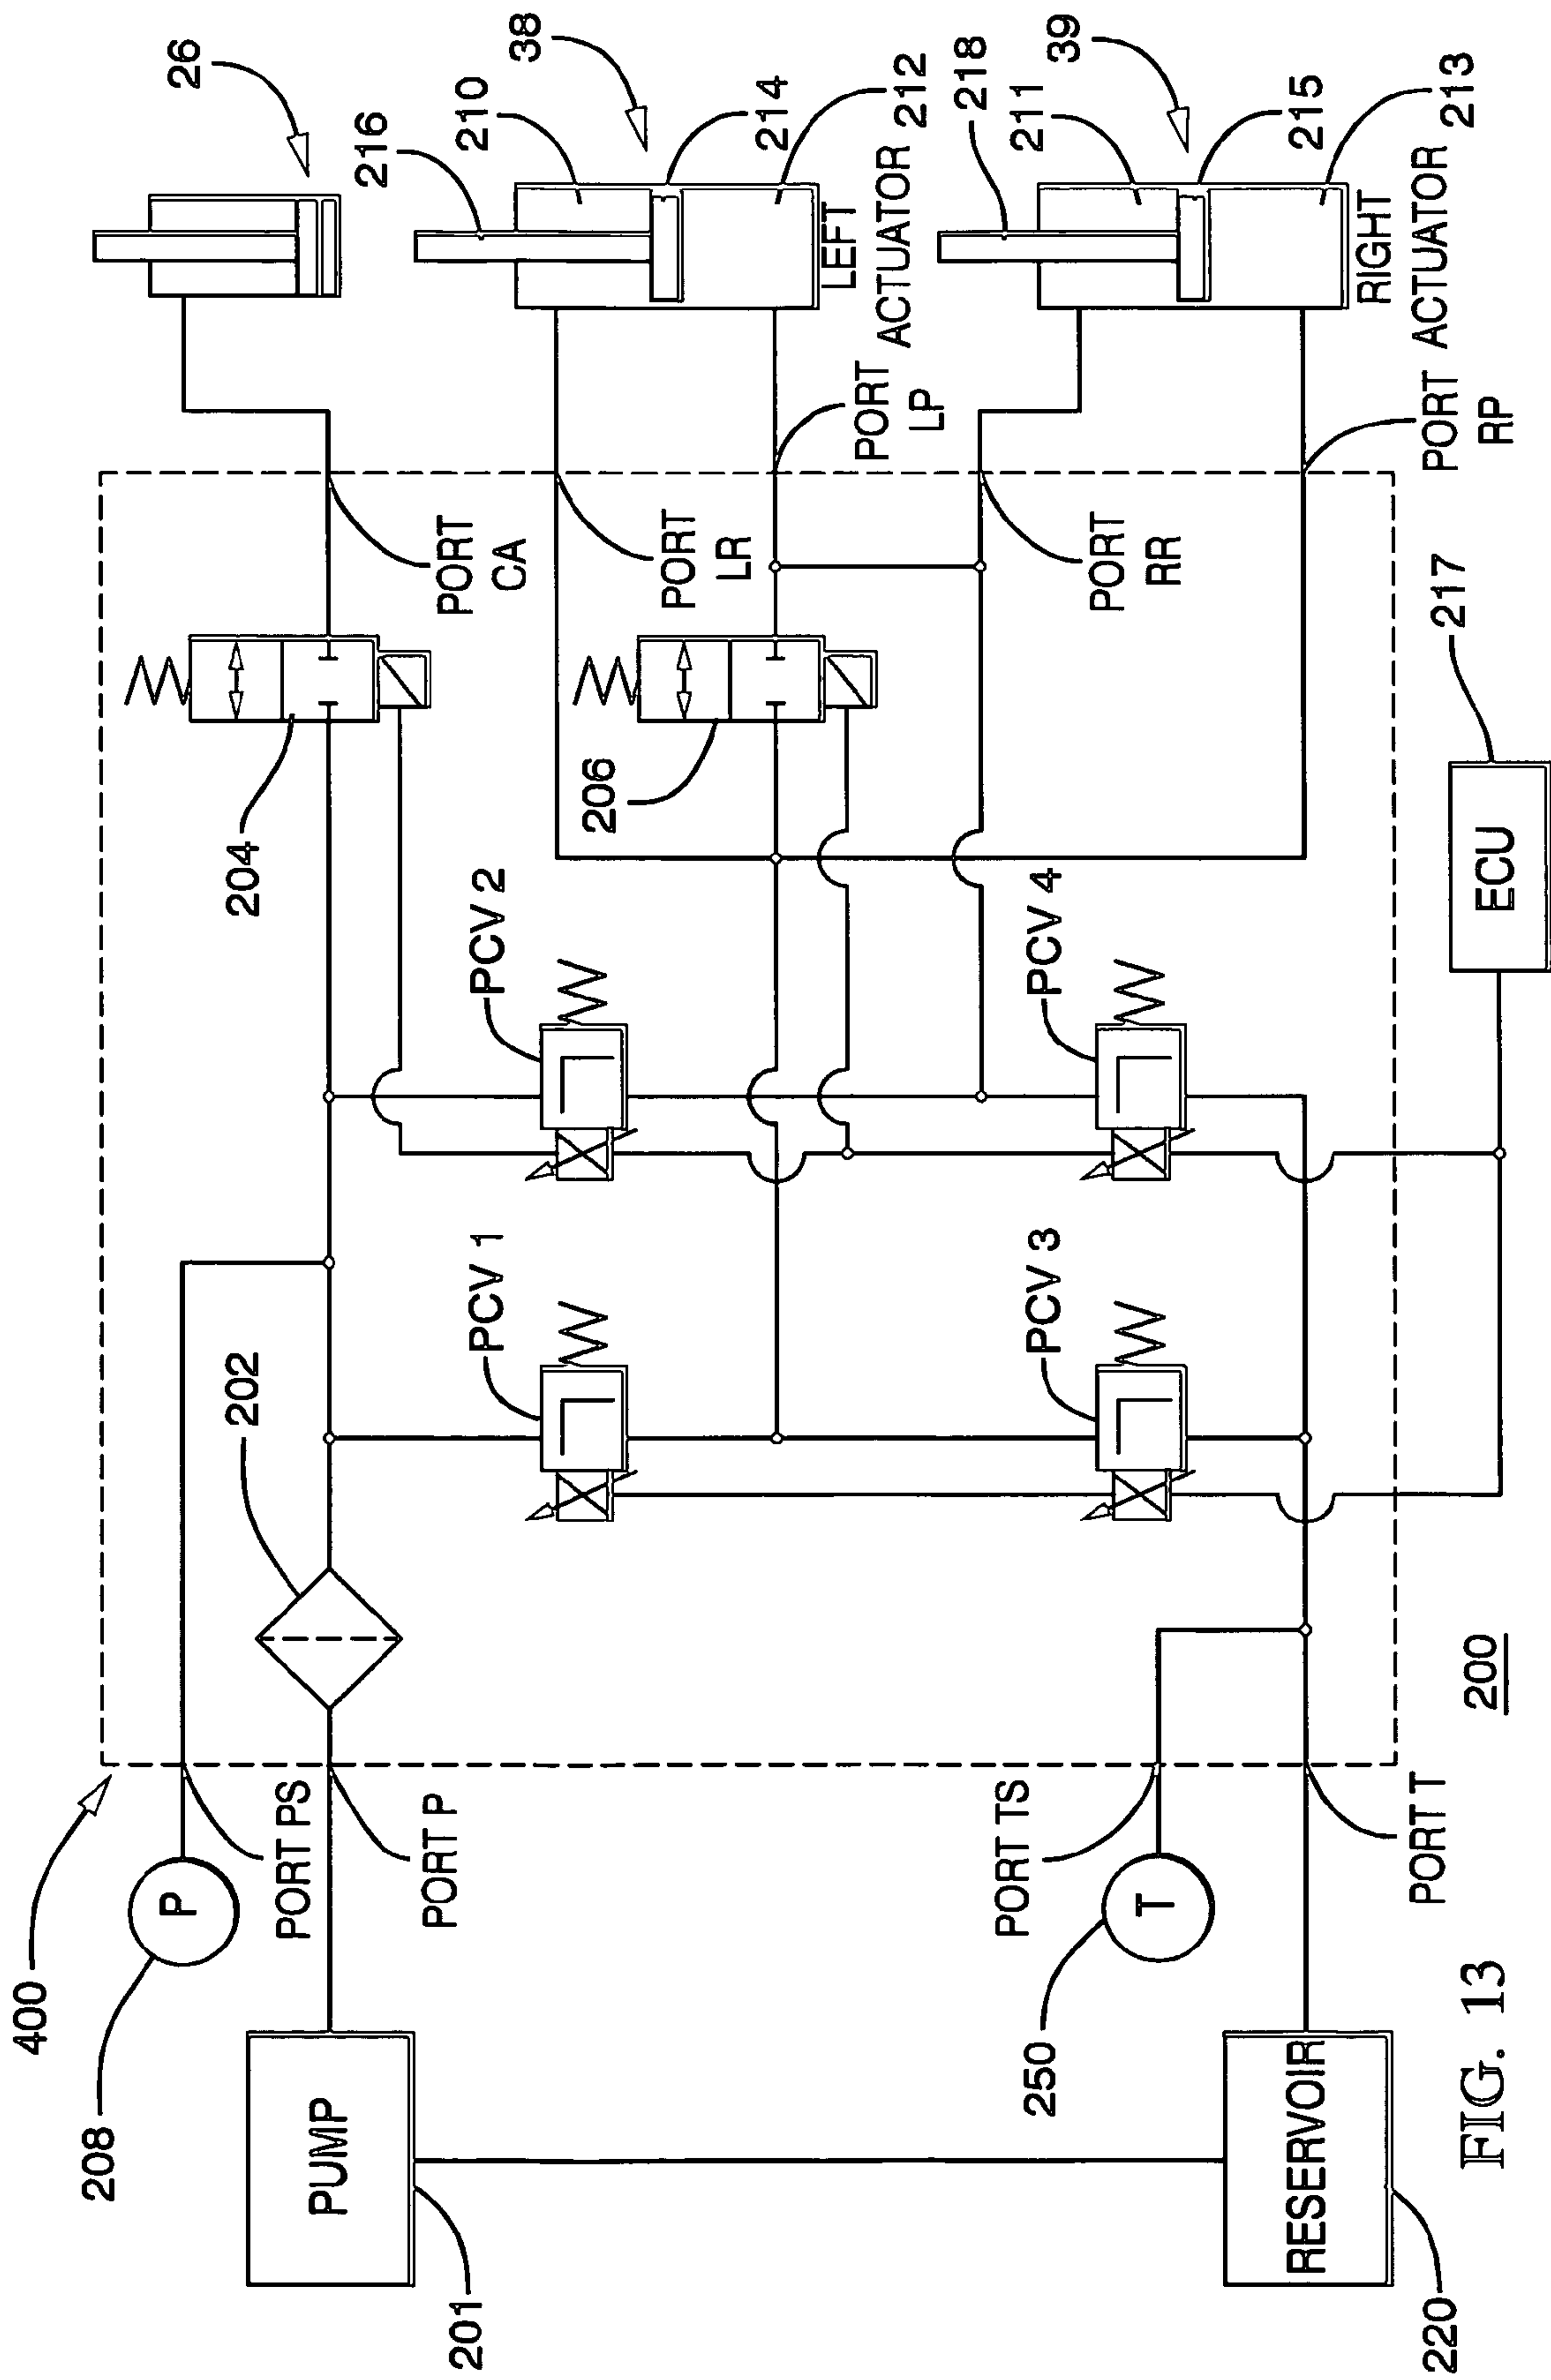 26
216
210
38
214
212
LEFT
ACTUATOR
218
211
39
215
213
RIGHT
ACTUATOR
PORT
CA
PORT
LR
PORT
LP
PORT
RR
PORT
RP
204
206
217
ECU
PCV 2
PCV 4
PCV 1
PCV 3
202
200
400
208
P
PORT PS
PORT P
PORT TS
PORT T
250
T
PUMP
201
RESERVOIR
220
FIG. 13